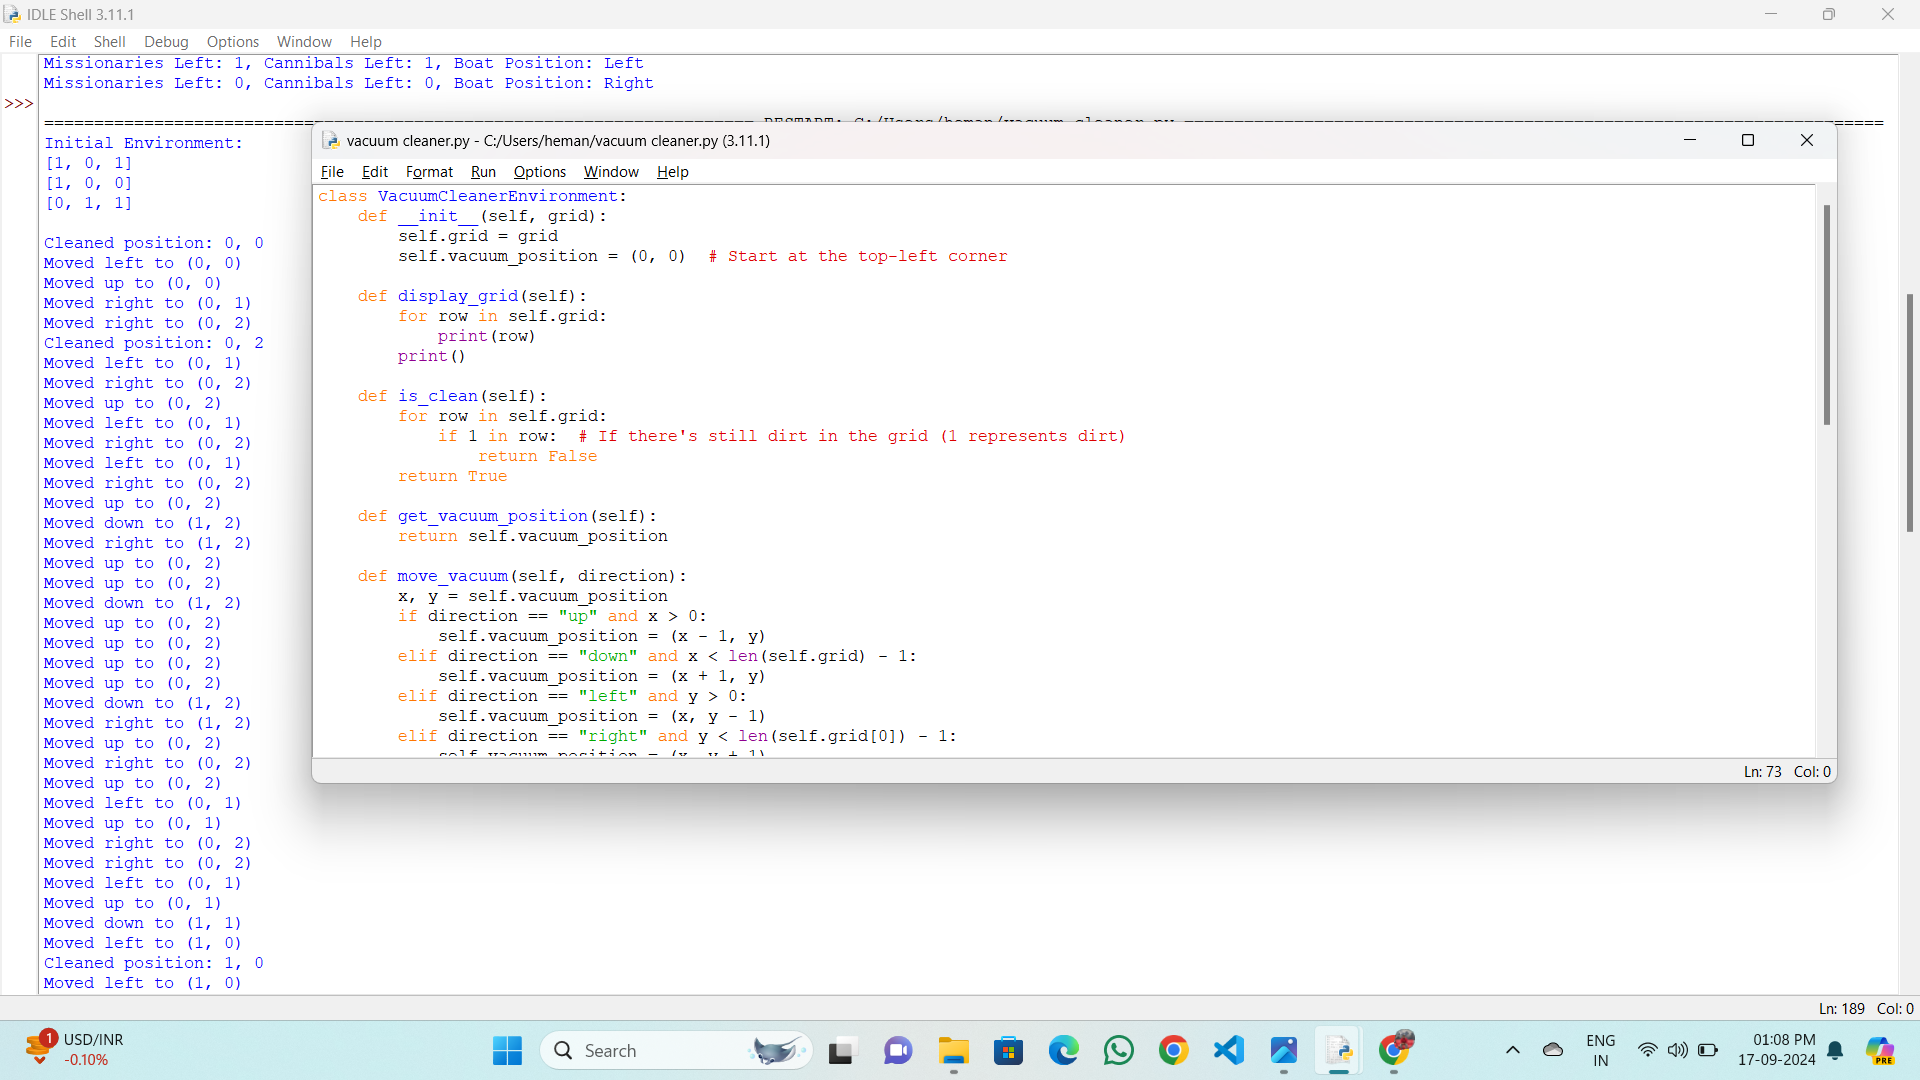 IDLE Shell 3.11.1
File Edit Shell Debug Options Window Help
Missionaries Left: 1, Cannibals Left: 1, Boat Position: Left
Missionaries Left: 0, Cannibals Left: 0, Boat Position: Right
>>>
RESTART: C:/Users/heman/vacuum cleaner.py
Initial Environment:
[1, 0, 1]
[1, 0, 0]
[0, 1, 1]
Cleaned position: 0, 0
Moved left to (0, 0)
Moved up to (0, 0)
Moved right to (0, 1)
Moved right to (0, 2)
Cleaned position: 0, 2
Moved left to (0, 1)
Moved right to (0, 2)
Moved up to (0, 2)
Moved left to (0, 1)
Moved right to (0, 2)
Moved left to (0, 1)
Moved right to (0, 2)
Moved up to (0, 2)
Moved down to (1, 2)
Moved right to (1, 2)
Moved up to (0, 2)
Moved up to (0, 2)
Moved down to (1, 2)
Moved up to (0, 2)
Moved up to (0, 2)
Moved up to (0, 2)
Moved up to (0, 2)
Moved down to (1, 2)
Moved right to (1, 2)
Moved up to (0, 2)
Moved right to (0, 2)
Moved up to (0, 2)
Moved left to (0, 1)
Moved up to (0, 1)
Moved right to (0, 2)
Moved right to (0, 2)
Moved left to (0, 1)
Moved up to (0, 1)
Moved down to (1, 1)
Moved left to (1, 0)
Cleaned position: 1, 0
Moved left to (1, 0)
vacuum cleaner.py - C:/Users/heman/vacuum cleaner.py (3.11.1)
File Edit Format Run Options Window Help
class VacuumCleanerEnvironment:
    def __init__(self, grid):
        self.grid = grid
        self.vacuum_position = (0, 0)  # Start at the top-left corner
    def display_grid(self):
        for row in self.grid:
            print(row)
        print()
    def is_clean(self):
        for row in self.grid:
            if 1 in row:  # If there's still dirt in the grid (1 represents dirt)
                return False
        return True
    def get_vacuum_position(self):
        return self.vacuum_position
    def move_vacuum(self, direction):
        x, y = self.vacuum_position
        if direction == "up" and x > 0:
            self.vacuum_position = (x - 1, y)
        elif direction == "down" and x < len(self.grid) - 1:
            self.vacuum_position = (x + 1, y)
        elif direction == "left" and y > 0:
            self.vacuum_position = (x, y - 1)
        elif direction == "right" and y < len(self.grid[0]) - 1:
            self.vacuum_position = (x, y + 1)
Ln: 73 Col: 0
Ln: 189 Col: 0
1
USD/INR
-0.10%
Search
ENG
IN
01:08 PM
17-09-2024
PRE